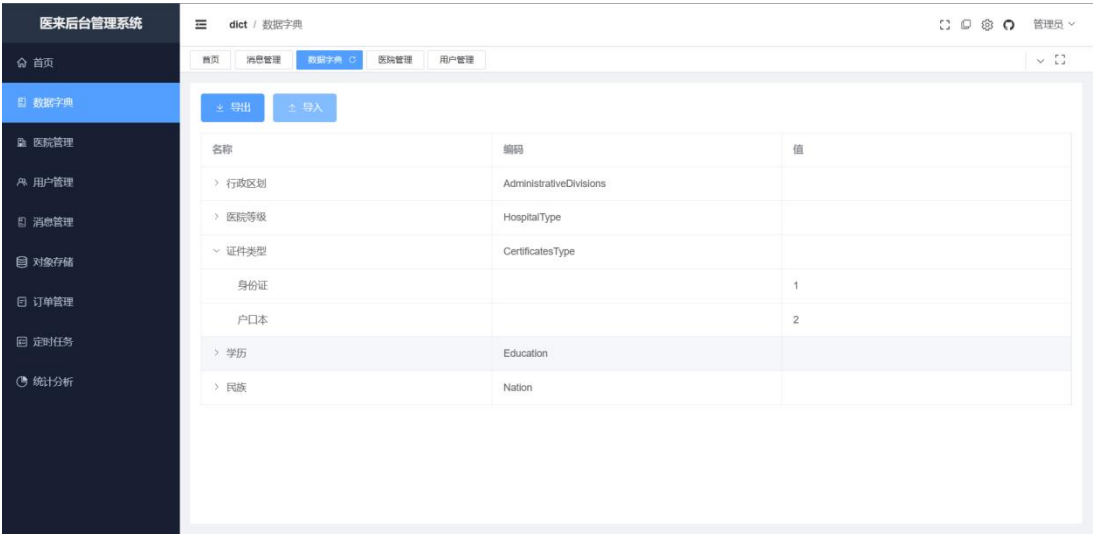 医来后台管理系统
dict / 数据字典
管理员
首页
消息管理
数据字典
医院管理
用户管理
首页
数据字典
医院管理
用户管理
消息管理
对象存储
订单管理
定时任务
统计分析
导出
导入
名称 编码 值
行政区划 AdministrativeDivisions
医院等级 HospitalType
证件类型 CertificatesType
身份证 1
户口本 2
学历 Education
民族 Nation